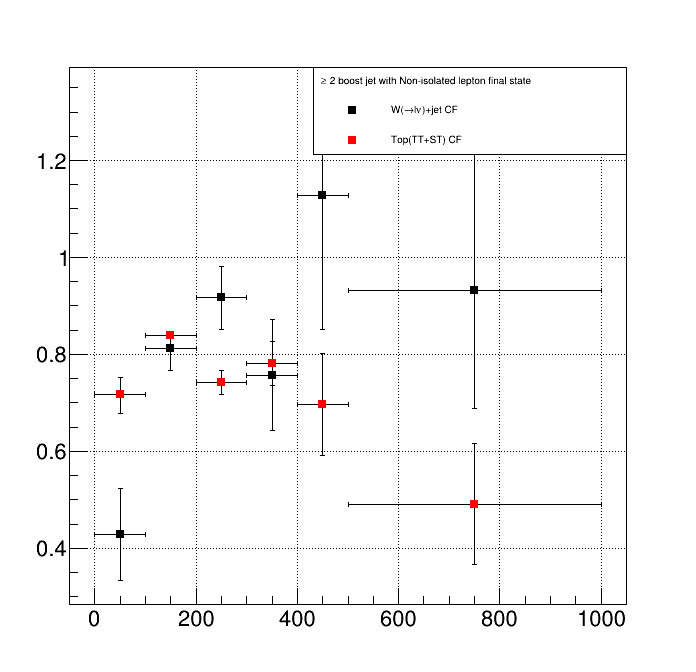 ≥ 2 boost jet with Non-isolated lepton final state
W(→lν)+jet CF
Top(TT+ST) CF
1.2
1
0.8
0.6
0.4
0 200 400 600 800 1000